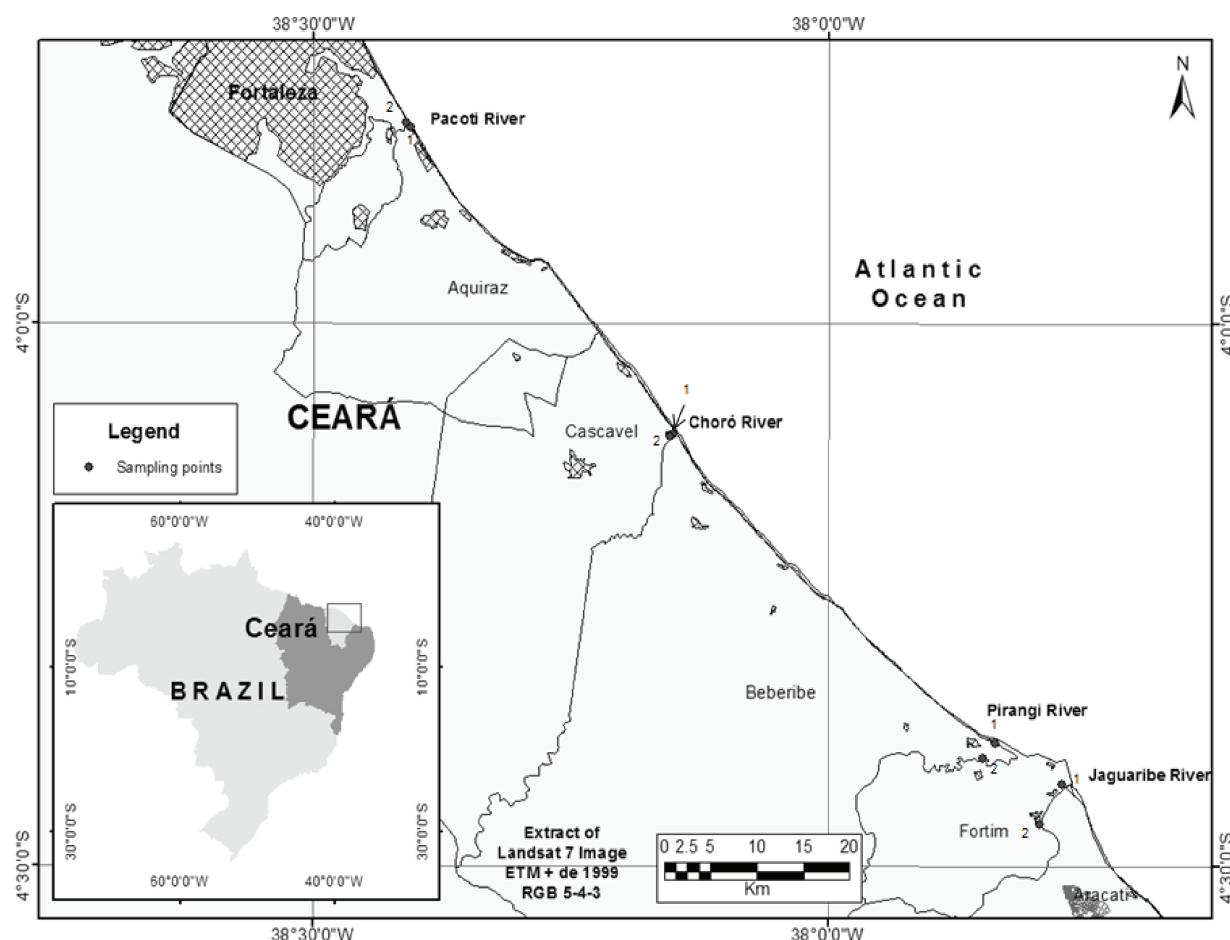 38°30'0"W
38°0'0"W
N
Fortaleza
2
Pacoti River
1
Atlantic
Ocean
Aquiraz
4°0'0"S
4°0'0"S
1
CEARÁ
Choró River
Cascavel
2
Legend
Sampling points
60°0'0"W
40°0'0"W
Ceará
10°0'0"S
10°0'0"S
BRAZIL
Beberibe
Pirangi River
1
2
Jaguaribe River
1
30°0'0"S
30°0'0"S
Fortim
2
Extract of
Landsat 7 Image
ETM + de 1999
RGB 5-4-3
0 2.5 5 10 15 20
Km
60°0'0"W
40°0'0"W
4°30'0"S
4°30'0"S
Aracati
38°30'0"W
38°0'0"W